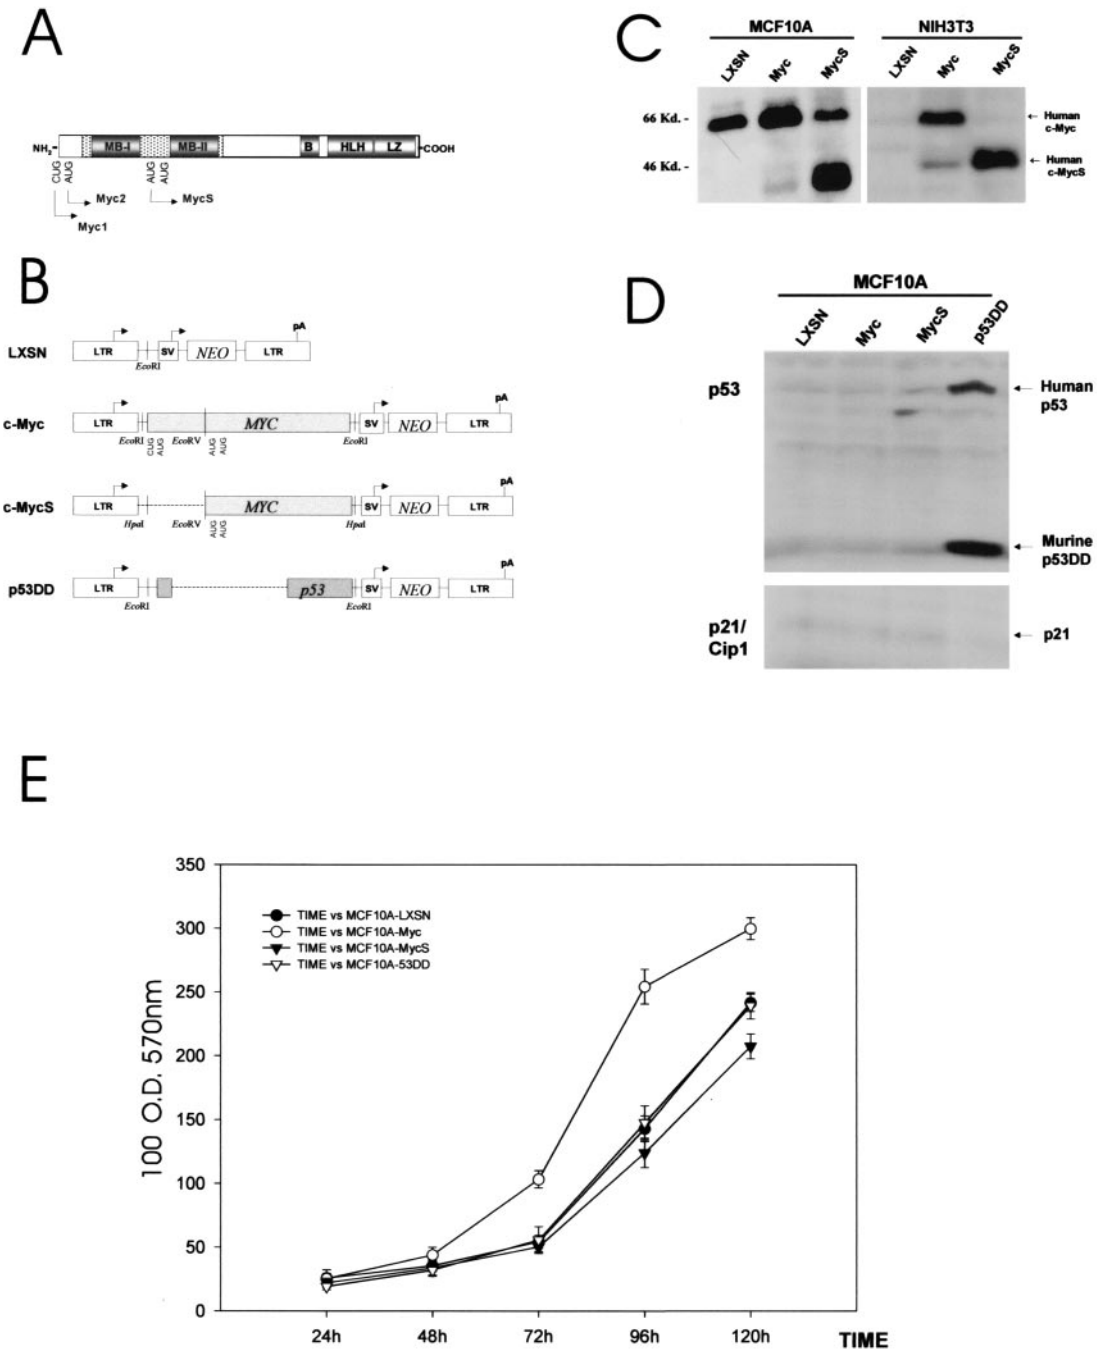 A
NH2- MB-I MB-II B HLH LZ -COOH
CUG AUG AUG AUG
Myc2 MycS
Myc1
B
LXSN LTR EcoRI SV NEO LTR pA
c-Myc LTR EcoRI CUG AUG EcoRV AUG AUG MYC EcoRI SV NEO LTR pA
c-MycS LTR HpaI EcoRV AUG AUG MYC HpaI SV NEO LTR pA
p53DD LTR EcoRI p53 EcoRI SV NEO LTR pA
C
MCF10A NIH3T3
LXSN Myc MycS LXSN Myc MycS
66 Kd. - Human
c-Myc
46 Kd. - Human
c-MycS
D
MCF10A
LXSN Myc MycS p53DD
p53 Human
p53
Murine
p53DD
p21/
Cip1 p21
E
350
300
250
200
150
100
50
0
100 O.D. 570nm
TIME vs MCF10A-LXSN
TIME vs MCF10A-Myc
TIME vs MCF10A-MycS
TIME vs MCF10A-53DD
24h 48h 72h 96h 120h TIME